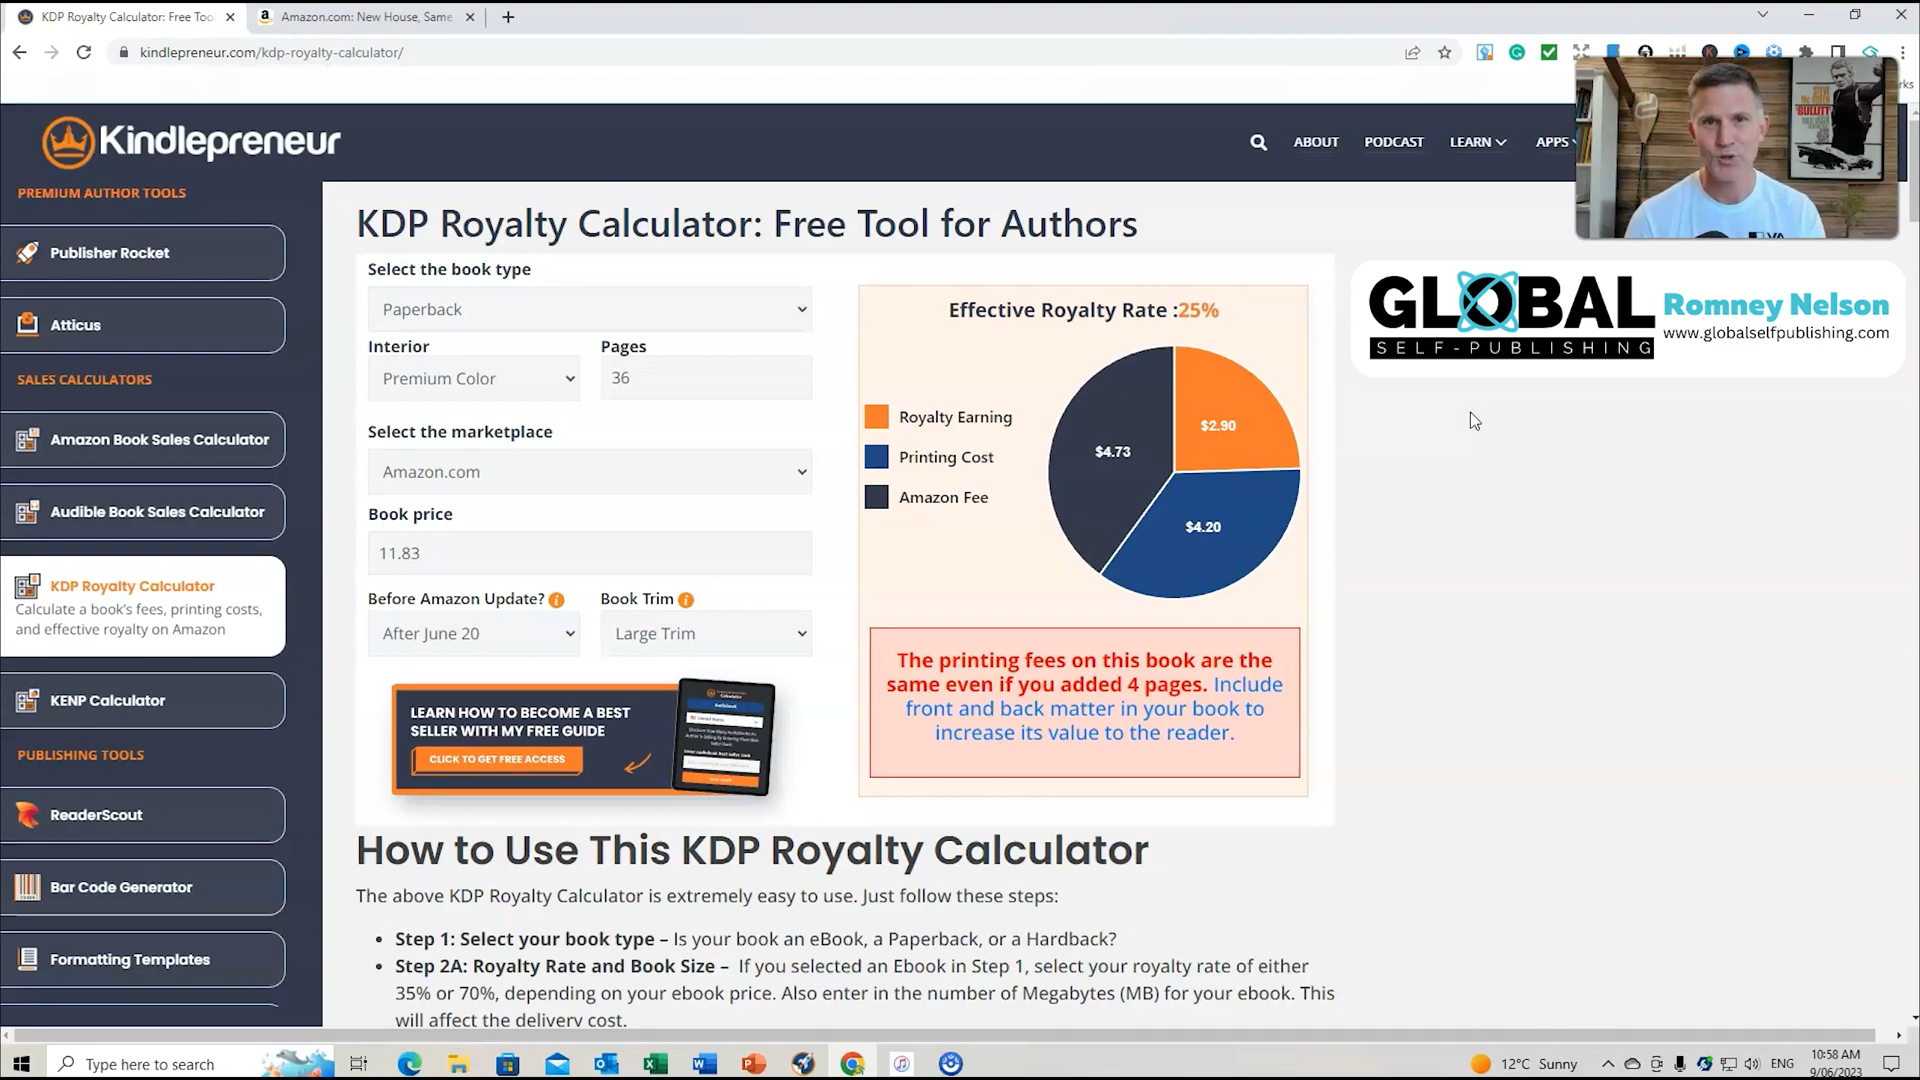 KDP Royalty Calculator: Free Too
Amazon.com: New House, Same
kindlepreneur.com/kdp-royalty-calculator/
Kindlepreneur
ABOUT
PODCAST
LEARN
APPS
BULLITT
PREMIUM AUTHOR TOOLS
Publisher Rocket
Atticus
SALES CALCULATORS
Amazon Book Sales Calculator
Audible Book Sales Calculator
KDP Royalty Calculator
Calculate a book's fees, printing costs,
and effective royalty on Amazon
KENP Calculator
PUBLISHING TOOLS
ReaderScout
Bar Code Generator
Formatting Templates
KDP Royalty Calculator: Free Tool for Authors
Select the book type
Paperback
Interior
Pages
Premium Color
36
Select the marketplace
Amazon.com
Book price
11.83
Before Amazon Update?
Book Trim
After June 20
Large Trim
LEARN HOW TO BECOME A BEST
SELLER WITH MY FREE GUIDE
CLICK TO GET FREE ACCESS
Effective Royalty Rate :25%
Royalty Earning
Printing Cost
Amazon Fee
$2.90
$4.73
$4.20
The printing fees on this book are the
same even if you added 4 pages. Include
front and back matter in your book to
increase its value to the reader.
GLOBAL
SELF-PUBLISHING
Romney Nelson
www.globalselfpublishing.com
How to Use This KDP Royalty Calculator
The above KDP Royalty Calculator is extremely easy to use. Just follow these steps:
• Step 1: Select your book type – Is your book an eBook, a Paperback, or a Hardback?
• Step 2A: Royalty Rate and Book Size – If you selected an Ebook in Step 1, select your royalty rate of either
35% or 70%, depending on your ebook price. Also enter in the number of Megabytes (MB) for your ebook. This
will affect the delivery cost.
Type here to search
12°C Sunny
ENG
10:58 AM
9/06/2023